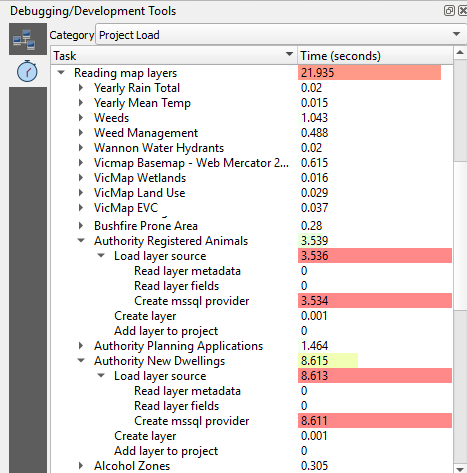 Debugging/Development Tools
Category Project Load
Task Time (seconds)
Reading map layers 21.935
Yearly Rain Total 0.02
Yearly Mean Temp 0.015
Weeds 1.043
Weed Management 0.488
Wannon Water Hydrants 0.02
Vicmap Basemap - Web Mercator 2... 0.615
VicMap Wetlands 0.016
VicMap Land Use 0.029
VicMap EVC 0.037
Bushfire Prone Area 0.28
Authority Registered Animals 3.539
Load layer source 3.536
Read layer metadata 0
Read layer fields 0
Create mssql provider 3.534
Create layer 0.001
Add layer to project 0
Authority Planning Applications 1.464
Authority New Dwellings 8.615
Load layer source 8.613
Read layer metadata 0
Read layer fields 0
Create mssql provider 8.611
Create layer 0.001
Add layer to project 0
Alcohol Zones 0.305